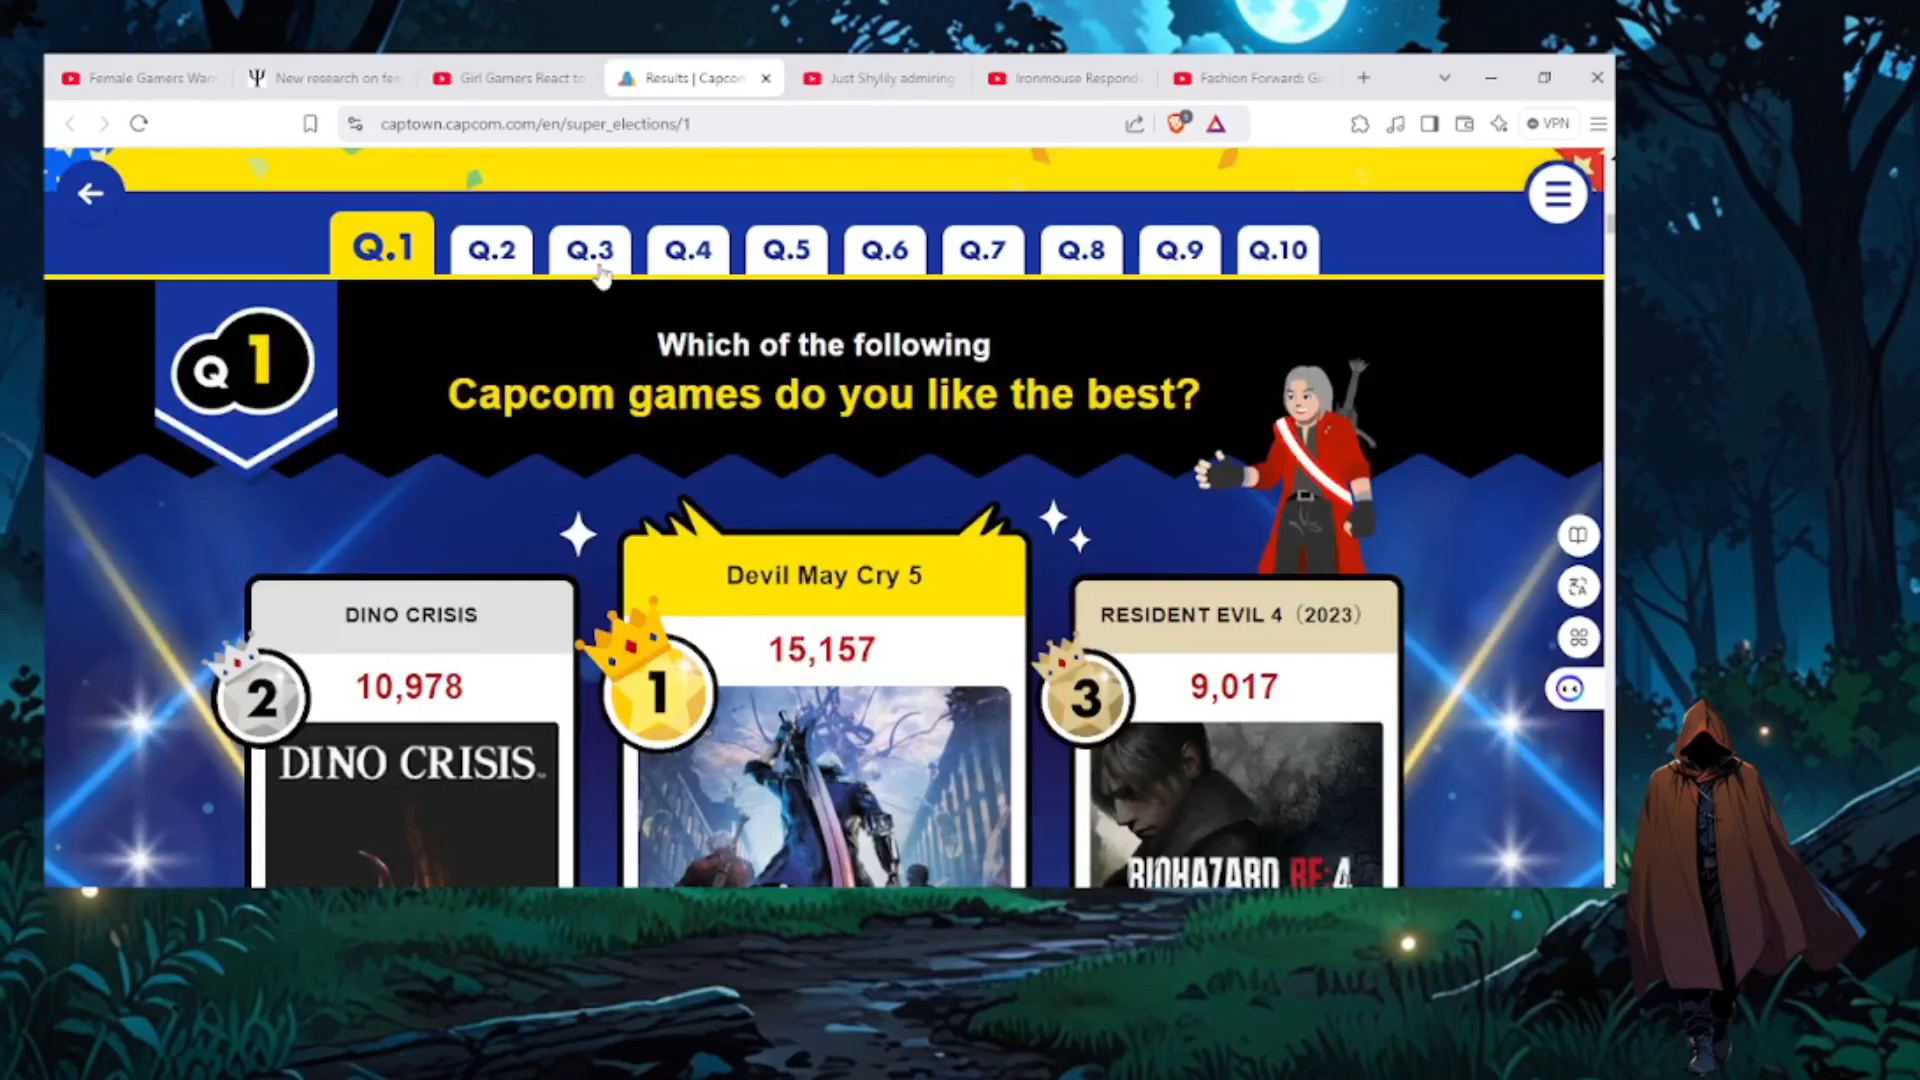 Female Gamers Wan
New research on fem
Girl Gamers React to
Results | Capcom
Just Shylily admiring
Ironmouse Respond
Fashion Forward: Gi
captown.capcom.com/en/super_elections/1
VPN
Q.1
Q.2
Q.3
Q.4
Q.5
Q.6
Q.7
Q.8
Q.9
Q.10
Q 1
Which of the following
Capcom games do you like the best?
DINO CRISIS
2
10,978
DINO CRISIS
Devil May Cry 5
1
15,157
RESIDENT EVIL 4（2023）
3
9,017
BIOHAZARD RE:4